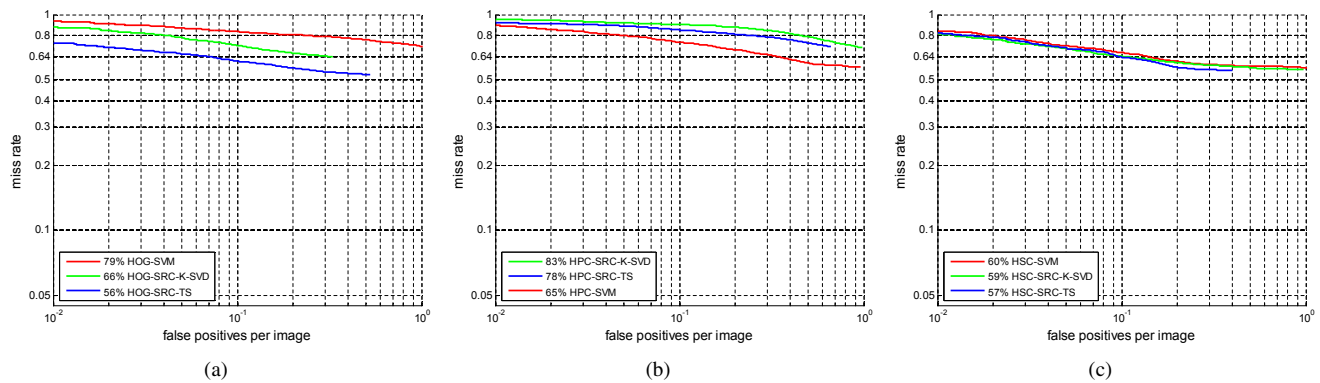 1
0.8
0.64
0.5
0.4
0.3
0.2
0.1
0.05
miss rate
79% HOG-SVM
66% HOG-SRC-K-SVD
56% HOG-SRC-TS
10^-2
10^-1
10^0
false positives per image
(a)
1
0.8
0.64
0.5
0.4
0.3
0.2
0.1
0.05
miss rate
83% HPC-SRC-K-SVD
78% HPC-SRC-TS
65% HPC-SVM
10^-2
10^-1
10^0
false positives per image
(b)
1
0.8
0.64
0.5
0.4
0.3
0.2
0.1
0.05
miss rate
60% HSC-SVM
59% HSC-SRC-K-SVD
57% HSC-SRC-TS
10^-2
10^-1
10^0
false positives per image
(c)